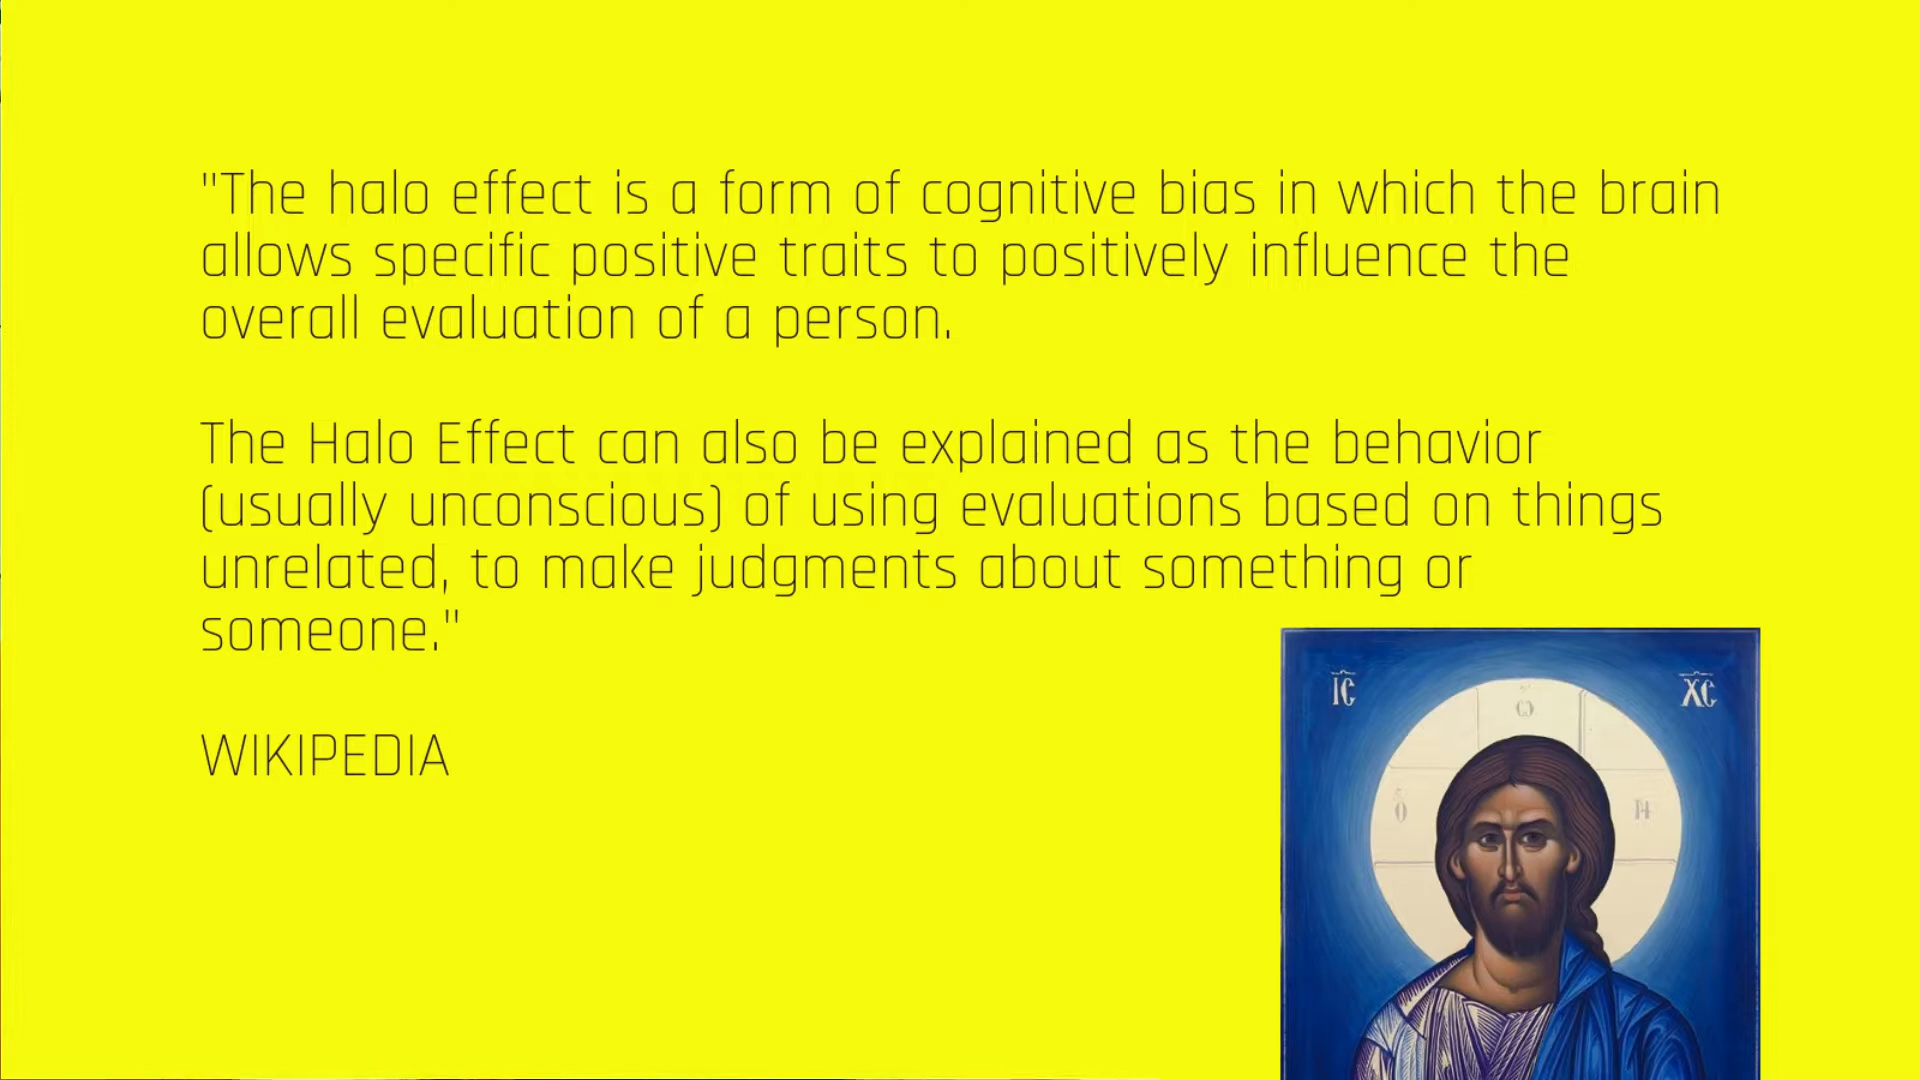 "The halo effect is a form of cognitive bias in which the brain
allows specific positive traits to positively influence the
overall evaluation of a person.
The Halo Effect can also be explained as the behavior
(usually unconscious) of using evaluations based on things
unrelated, to make judgments about something or
someone."
WIKIPEDIA
IC XC
ὁ ω Н